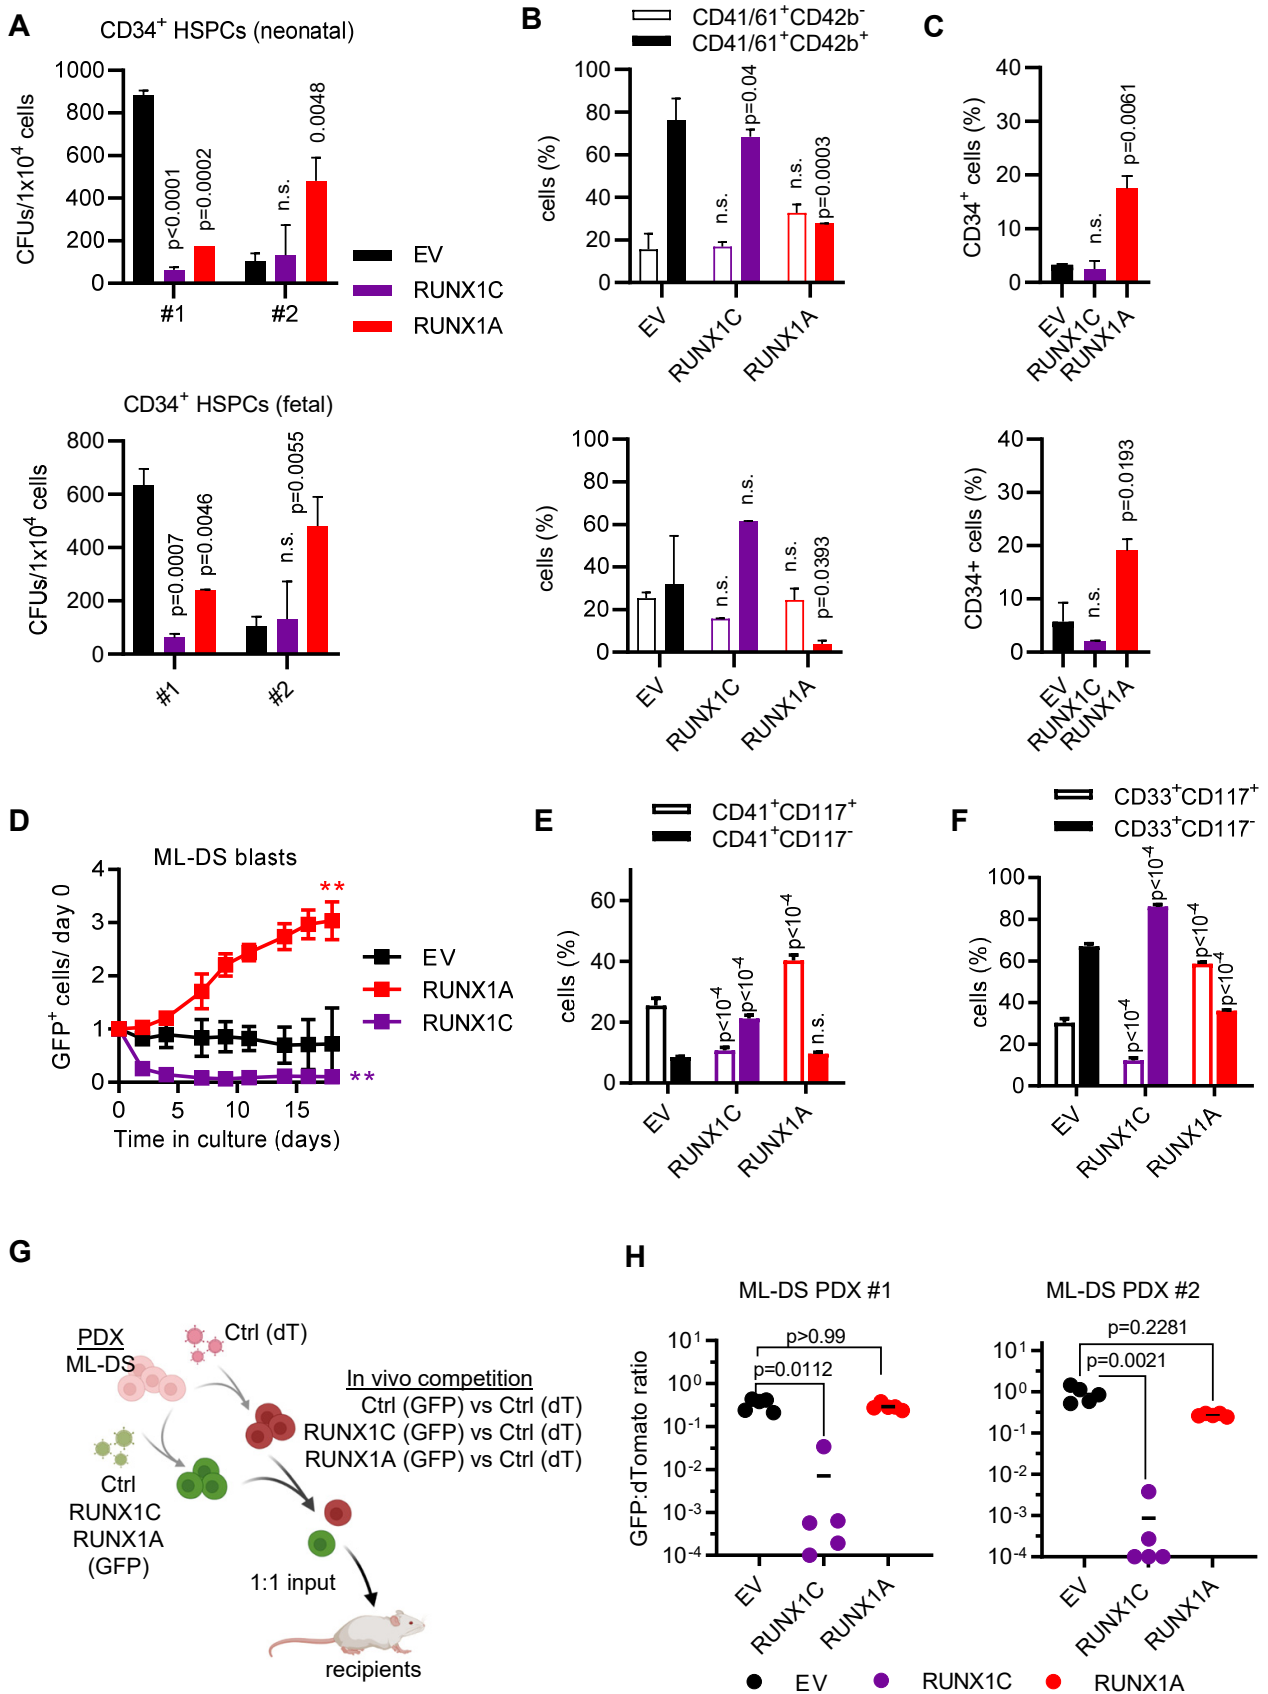 A
CD34+ HSPCs (neonatal)
CFUs/1x10⁴ cells
1000
800
600
400
200
0
p<0.0001
p=0.0002
n.s.
0.0048
#1
#2
EV
RUNX1C
RUNX1A
CD34+ HSPCs (fetal)
CFUs/1x10⁴ cells
800
600
400
200
0
p=0.0007
p=0.0046
n.s.
p=0.0055
#1
#2
B
CD41/61+CD42b-
CD41/61+CD42b+
cells (%)
100
80
60
40
20
0
n.s.
p=0.04
n.s.
p=0.0003
EV
RUNX1C
RUNX1A
cells (%)
100
80
60
40
20
0
n.s.
n.s.
n.s.
p=0.0393
EV
RUNX1C
RUNX1A
C
CD34+ cells (%)
40
30
20
10
0
n.s.
p=0.0061
EV
RUNX1C
RUNX1A
CD34+ cells (%)
40
30
20
10
0
n.s.
p=0.0193
EV
RUNX1C
RUNX1A
D
ML-DS blasts
GFP+ cells/ day 0
4
3
2
1
0
**
**
0
5
10
15
Time in culture (days)
EV
RUNX1A
RUNX1C
E
CD41+CD117+
CD41+CD117-
cells (%)
60
40
20
0
p<10⁻⁴
p<10⁻⁴
p<10⁻⁴
n.s.
EV
RUNX1C
RUNX1A
F
CD33+CD117+
CD33+CD117-
cells (%)
100
80
60
40
20
0
p<10⁻⁴
p<10⁻⁴
p<10⁻⁴
p<10⁻⁴
EV
RUNX1C
RUNX1A
G
PDX
ML-DS
Ctrl (dT)
In vivo competition
Ctrl (GFP) vs Ctrl (dT)
RUNX1C (GFP) vs Ctrl (dT)
RUNX1A (GFP) vs Ctrl (dT)
Ctrl
RUNX1C
RUNX1A
(GFP)
1:1 input
recipients
H
ML-DS PDX #1
GFP:dTomato ratio
10¹
10⁰
10⁻¹
10⁻²
10⁻³
10⁻⁴
p>0.99
p=0.0112
EV
RUNX1C
RUNX1A
ML-DS PDX #2
10¹
10⁰
10⁻¹
10⁻²
10⁻³
10⁻⁴
p=0.2281
p=0.0021
EV
RUNX1C
RUNX1A
EV
RUNX1C
RUNX1A